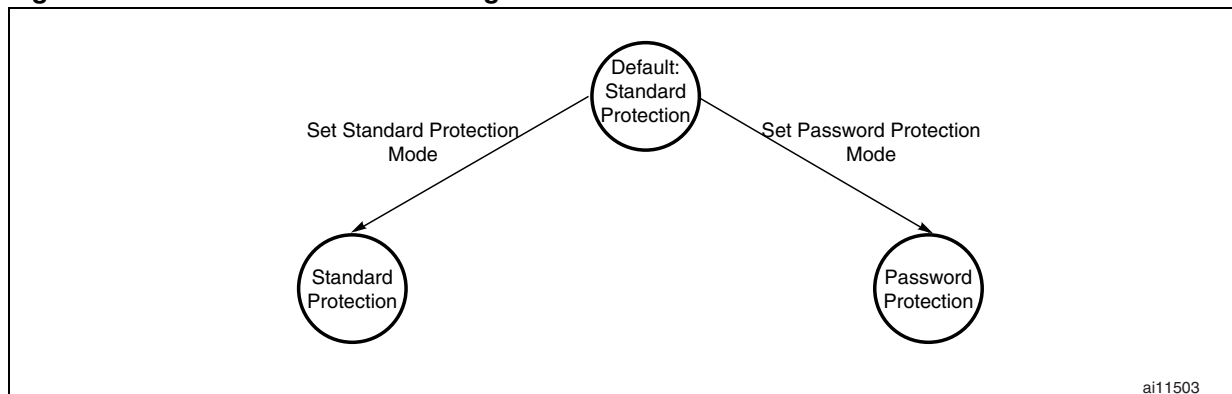 Default:
Standard
Protection
Set Standard Protection
Mode
Set Password Protection
Mode
Standard
Protection
Password
Protection
ai11503